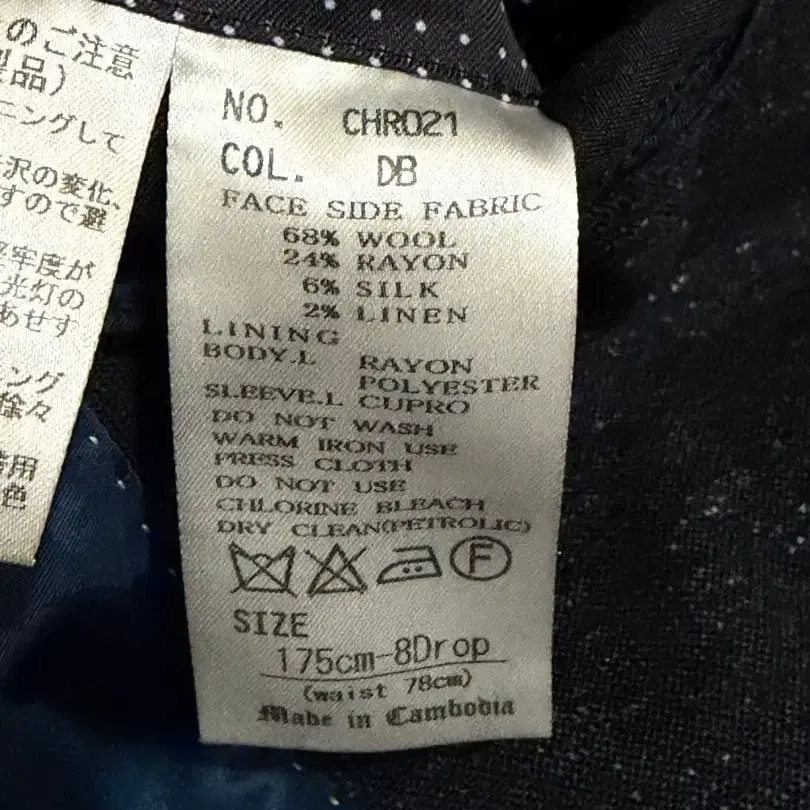 のご注意
製品)
ニングして
沢の変化、
すので避
牢度が
光灯の
あせす
ング
徐々
着用
色
NO. CHR021
COL. DB
FACE SIDE FABRIC
68% WOOL
24% RAYON
6% SILK
2% LINEN
LINING
BODY.L RAYON
POLYESTER
SLEEVE.L CUPRO
DO NOT WASH
WARM IRON USE
PRESS CLOTH
DO NOT USE
CHLORINE BLEACH
DRY CLEAN(PETROLIC)
F
SIZE
175cm-8Drop
(waist 78cm)
Made in Cambodia